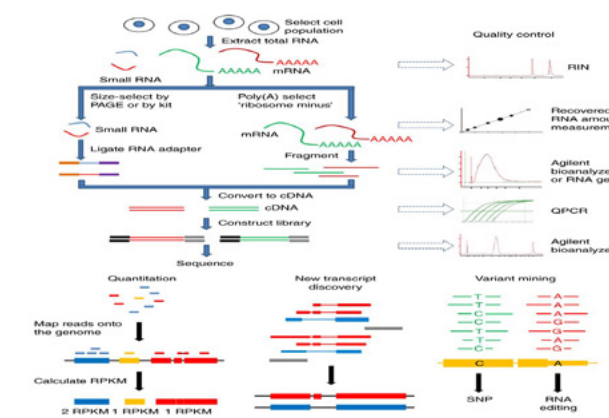 Select cell
population
Quality control
Extract total RNA
AAAAA
AAAAA mRNA
Small RNA
RIN
Size-select by
PAGE or by kit
Poly(A) select
'ribosome minus'
Small RNA
mRNA
AAAAA
AAAAA
Recovered
RNA amou
measurem
Ligate RNA adapter
Fragment
Agilent
bioanalyze
or RNA ge
Convert to cDNA
cDNA
QPCR
Construct library
Agilent
bioanalyze
Sequence
Quantitation
New transcript
discovery
Variant mining
Map reads onto
the genome
T A
T A
C A
C G
T G
T A
C G
C A
Calculate RPKM
2 RPKM 1 RPKM 1 RPKM
SNP
RNA
editing